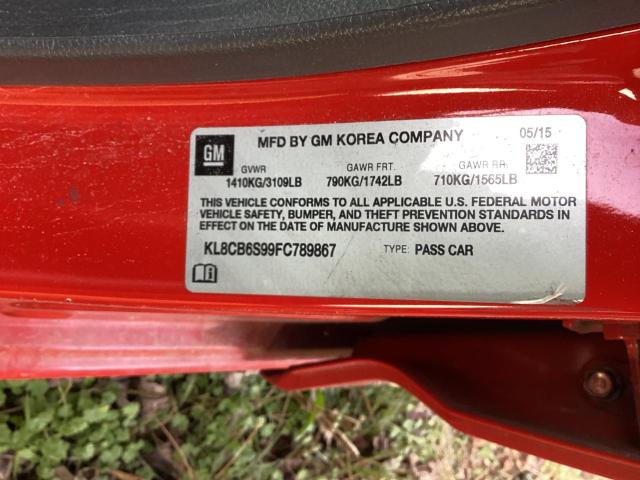 GM
MFD BY GM KOREA COMPANY 05/15
GVWR GAWR FRT. GAWR RR.
1410KG/3109LB 790KG/1742LB 710KG/1565LB
THIS VEHICLE CONFORMS TO ALL APPLICABLE U.S. FEDERAL MOTOR
VEHICLE SAFETY, BUMPER, AND THEFT PREVENTION STANDARDS IN
EFFECT ON THE DATE OF MANUFACTURE SHOWN ABOVE.
KL8CB6S99FC789867 TYPE: PASS CAR